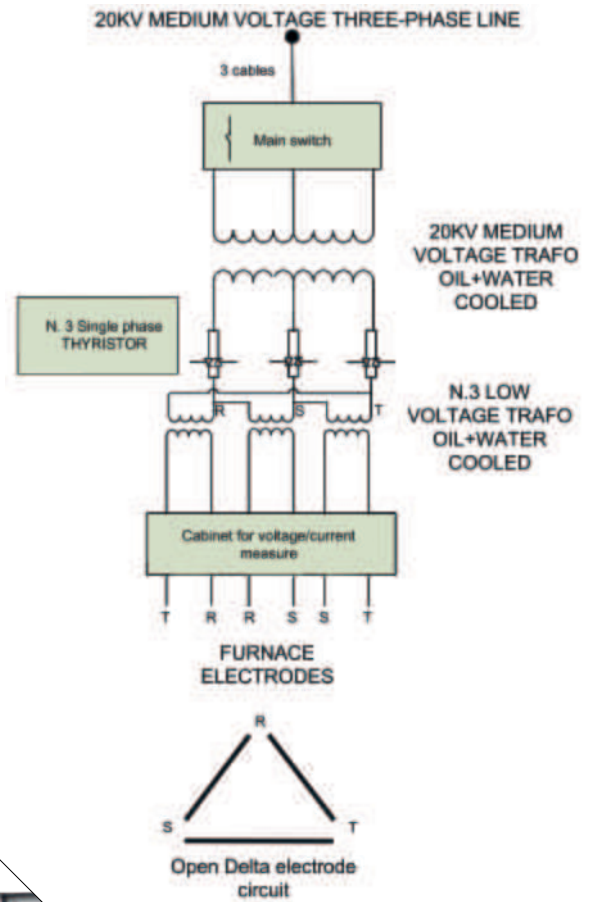 20KV MEDIUM VOLTAGE THREE-PHASE LINE
3 cables
Main switch
20KV MEDIUM
VOLTAGE TRAFO
OIL+WATER
COOLED
N. 3 Single phase
THYRISTOR
N.3 LOW
VOLTAGE TRAFO
OIL+WATER
COOLED
R S T
Cabinet for voltage/current
measure
T R R S S T
FURNACE
ELECTRODES
R
S T
Open Delta electrode
circuit